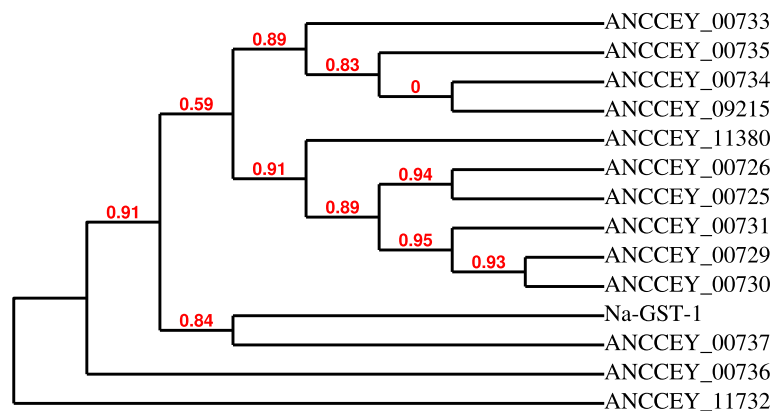 ANCCEY_00733
0.89
ANCCEY_00735
0.83
ANCCEY_00734
0
0.59
ANCCEY_09215
ANCCEY_11380
0.91
0.94
ANCCEY_00726
ANCCEY_00725
0.89
0.91
ANCCEY_00731
0.95
ANCCEY_00729
0.93
ANCCEY_00730
Na-GST-1
0.84
ANCCEY_00737
ANCCEY_00736
ANCCEY_11732